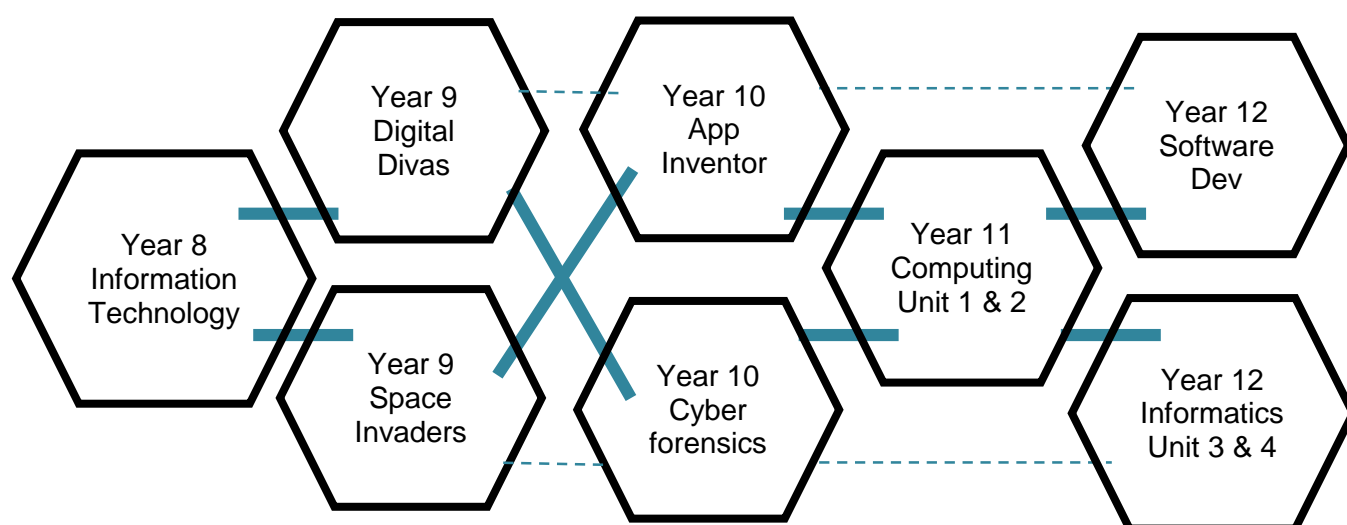 Year 8
Information
Technology
Year 9
Digital
Divas
Year 9
Space
Invaders
Year 10
App
Inventor
Year 10
Cyber
forensics
Year 11
Computing
Unit 1 & 2
Year 12
Software
Dev
Year 12
Informatics
Unit 3 & 4